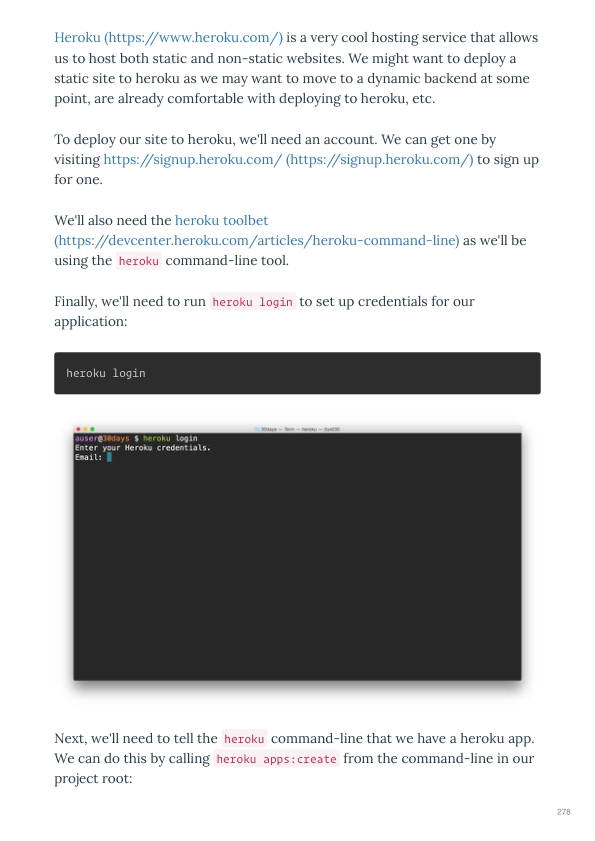 Heroku (https://www.heroku.com/) is a very cool hosting service that allows
us to host both static and non-static websites. We might want to deploy a
static site to heroku as we may want to move to a dynamic backend at some
point, are already comfortable with deploying to heroku, etc.
To deploy our site to heroku, we'll need an account. We can get one by
visiting https://signup.heroku.com/ (https://signup.heroku.com/) to sign up
for one.
We'll also need the heroku toolbet
(https://devcenter.heroku.com/articles/heroku-command-line) as we'll be
using the heroku command-line tool.
Finally, we'll need to run heroku login to set up credentials for our
application:
heroku login
30days — Term — heroku —
auser@30days $ heroku login
Enter your Heroku credentials.
Email:
Next, we'll need to tell the heroku command-line that we have a heroku app.
We can do this by calling heroku apps:create from the command-line in our
project root:
278